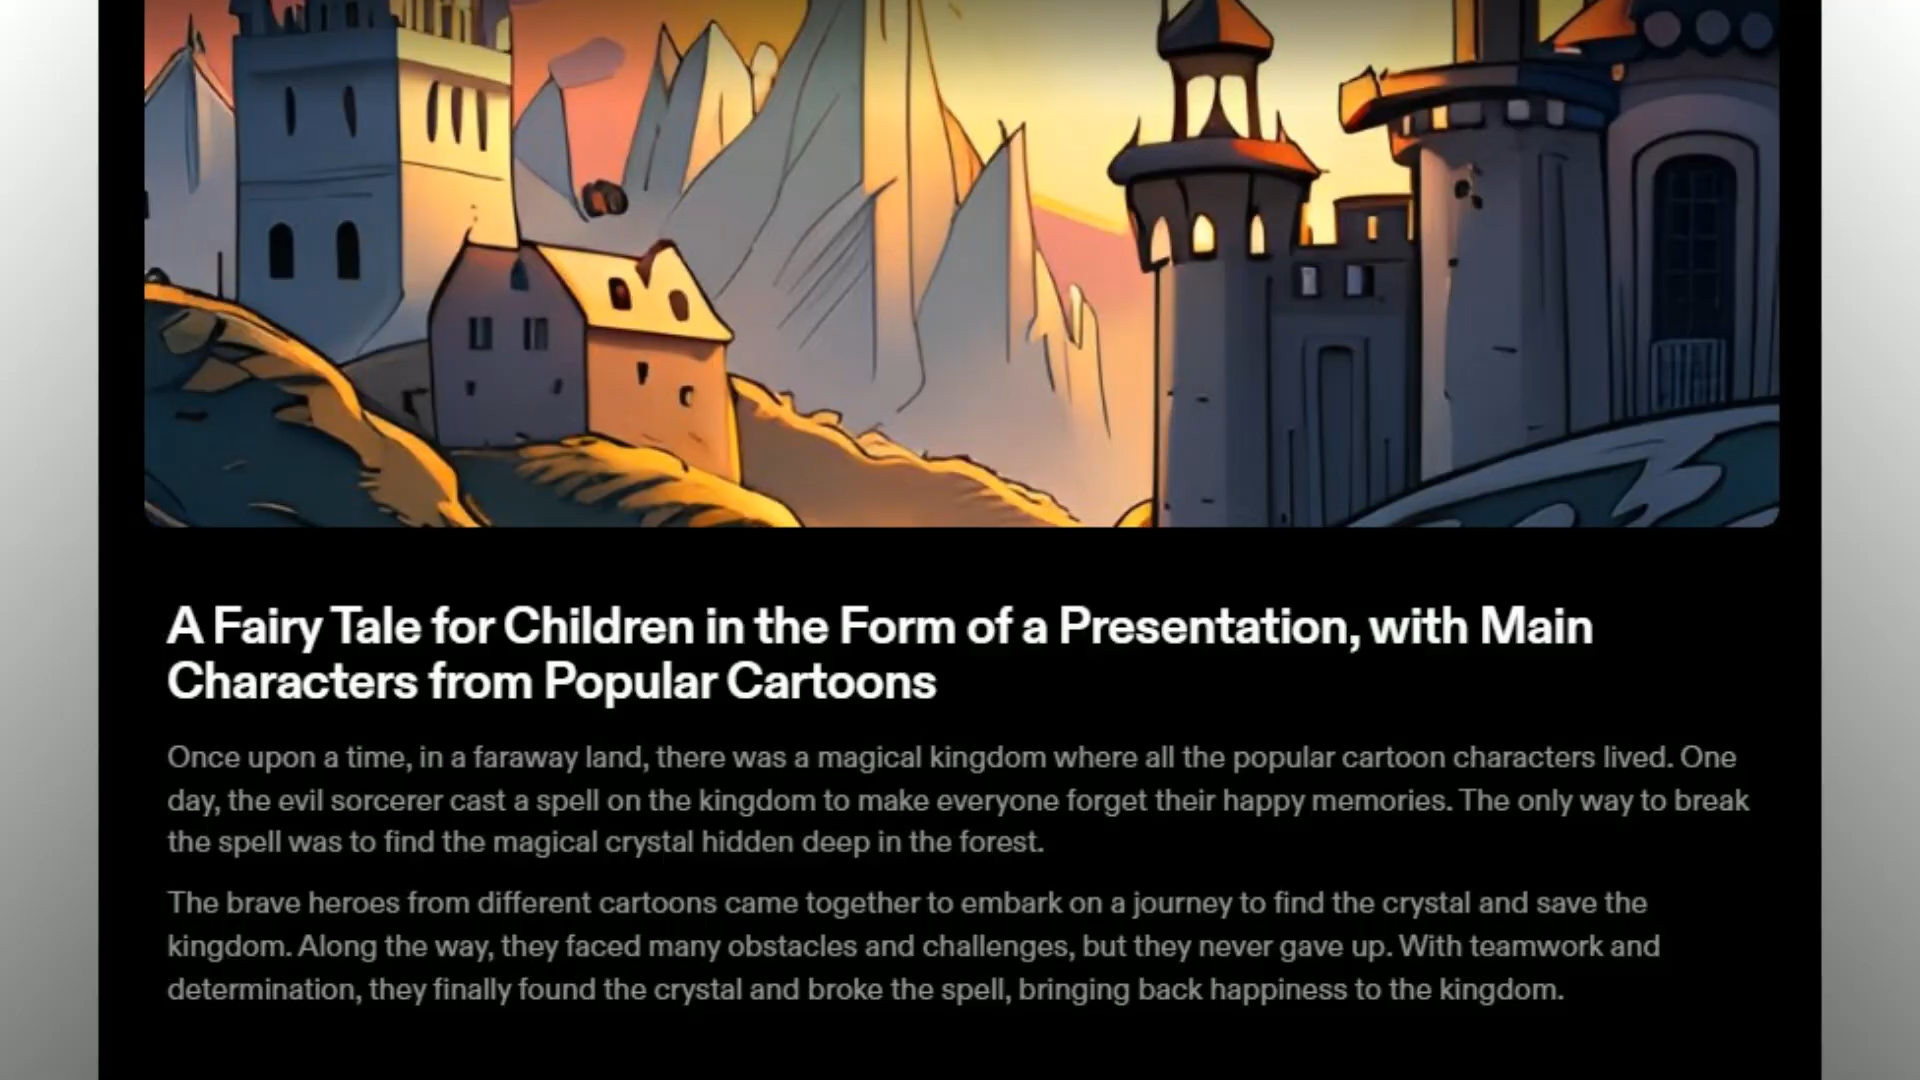 A Fairy Tale for Children in the Form of a Presentation, with Main
Characters from Popular Cartoons
Once upon a time, in a faraway land, there was a magical kingdom where all the popular cartoon characters lived. One
day, the evil sorcerer cast a spell on the kingdom to make everyone forget their happy memories. The only way to break
the spell was to find the magical crystal hidden deep in the forest.
The brave heroes from different cartoons came together to embark on a journey to find the crystal and save the
kingdom. Along the way, they faced many obstacles and challenges, but they never gave up. With teamwork and
determination, they finally found the crystal and broke the spell, bringing back happiness to the kingdom.